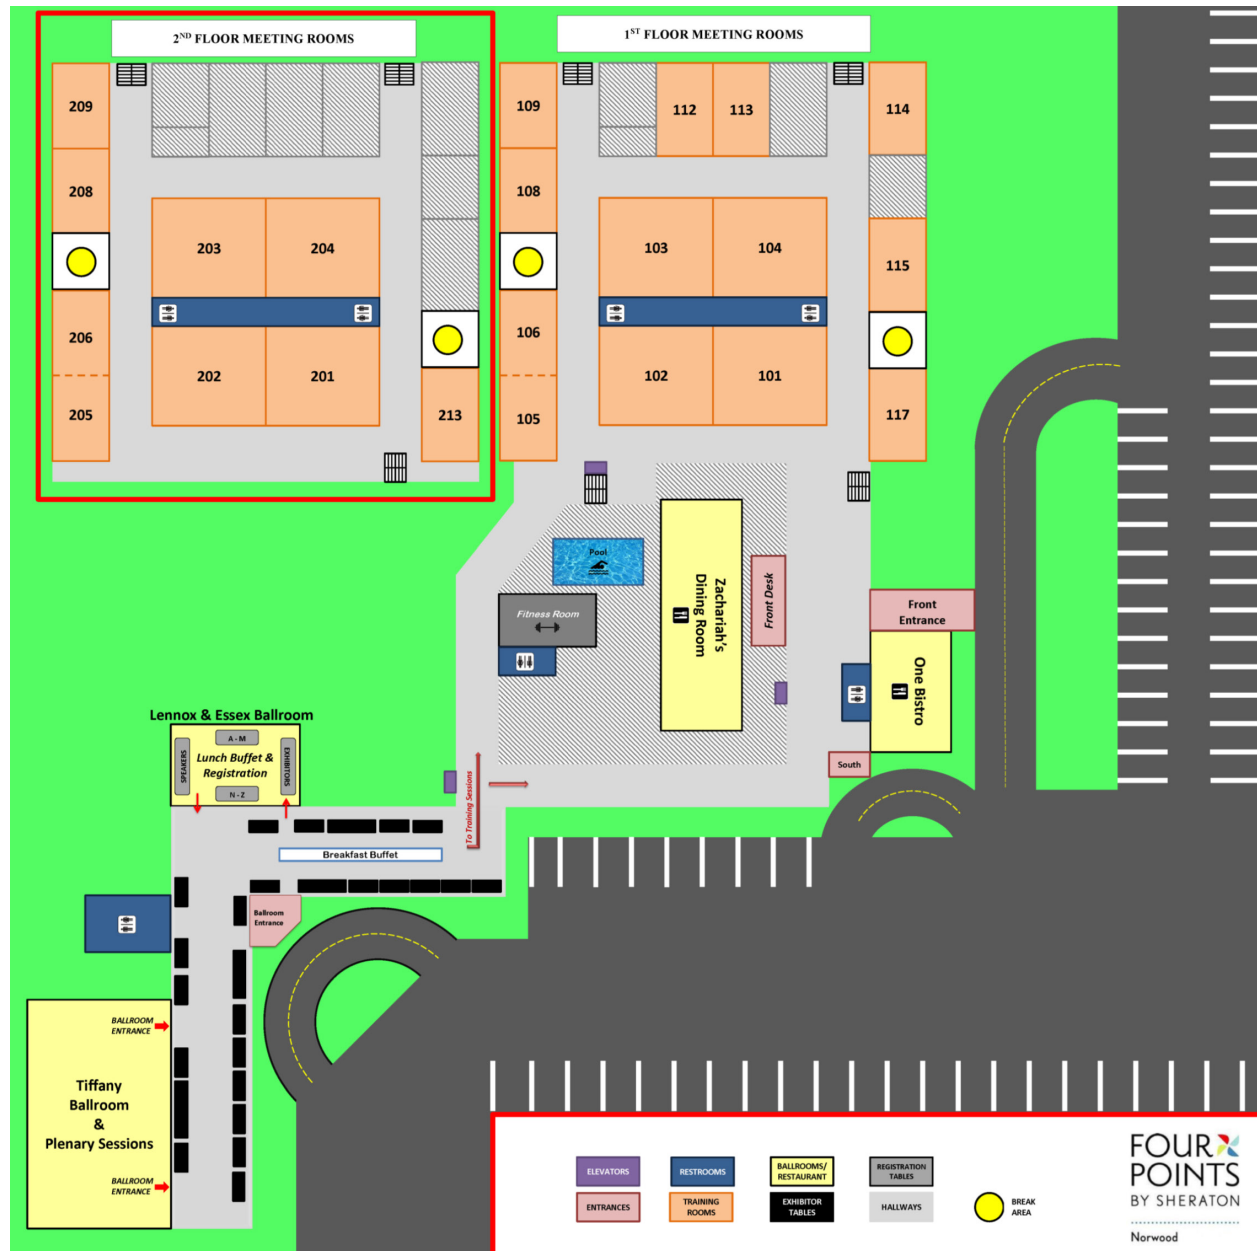 2ND FLOOR MEETING ROOMS
1ST FLOOR MEETING ROOMS
209
208
203
204
206
202
201
205
213
109
112
113
114
108
103
104
115
106
102
101
105
117
Pool
Fitness Room
Zachariah's
Dining Room
Front Desk
Front
Entrance
One Bistro
South
Lennox & Essex Ballroom
A - M
SPEAKERS
Lunch Buffet &
Registration
EXHIBITORS
N - Z
To Training Sessions
Breakfast Buffet
Ballroom
Entrance
BALLROOM
ENTRANCE
Tiffany
Ballroom
&
Plenary Sessions
BALLROOM
ENTRANCE
ELEVATORS
RESTROOMS
BALLROOMS/
RESTAURANT
REGISTRATION
TABLES
ENTRANCES
TRAINING
ROOMS
EXHIBITOR
TABLES
HALLWAYS
BREAK
AREA
FOUR
POINTS
BY SHERATON
Norwood